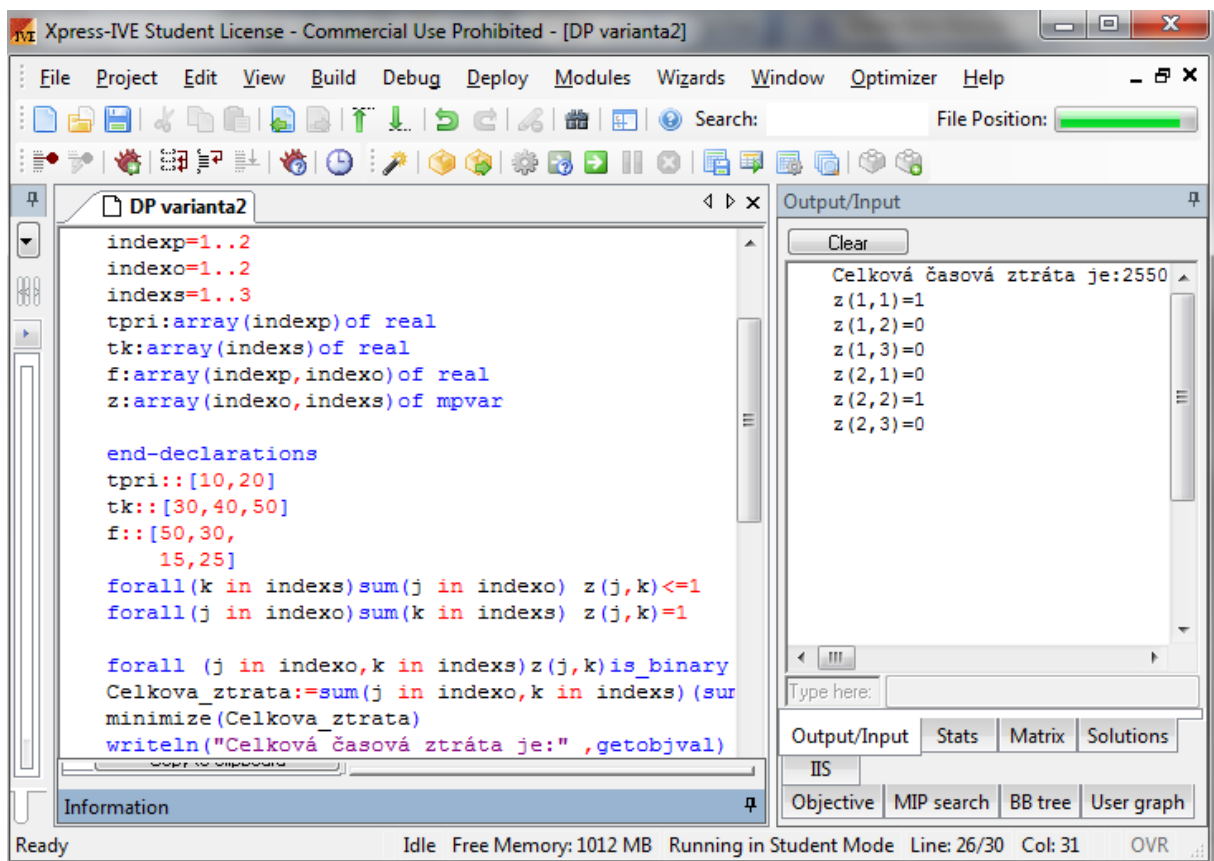 IVE Xpress-IVE Student License - Commercial Use Prohibited - [DP varianta2]
File Project Edit View Build Debug Deploy Modules Wizards Window Optimizer Help
Search: File Position:
DP varianta2
indexp=1..2
indexo=1..2
indexs=1..3
tpri:array(indexp)of real
tk:array(indexs)of real
f:array(indexp,indexo)of real
z:array(indexo,indexs)of mpvar
end-declarations
tpri::[10,20]
tk::[30,40,50]
f::[50,30,
15,25]
forall(k in indexs)sum(j in indexo) z(j,k)<=1
forall(j in indexo)sum(k in indexs) z(j,k)=1
forall (j in indexo,k in indexs)z(j,k)is_binary
Celkova_ztrata:=sum(j in indexo,k in indexs)(sum
minimize(Celkova_ztrata)
writeln("Celková časová ztráta je:" ,getobjval)
Copy to clipboard
Information
Output/Input
Clear
Celková časová ztráta je:2550
z(1,1)=1
z(1,2)=0
z(1,3)=0
z(2,1)=0
z(2,2)=1
z(2,3)=0
Type here:
Output/Input Stats Matrix Solutions
IIS
Objective MIP search BB tree User graph
Ready Idle Free Memory: 1012 MB Running in Student Mode Line: 26/30 Col: 31 OVR